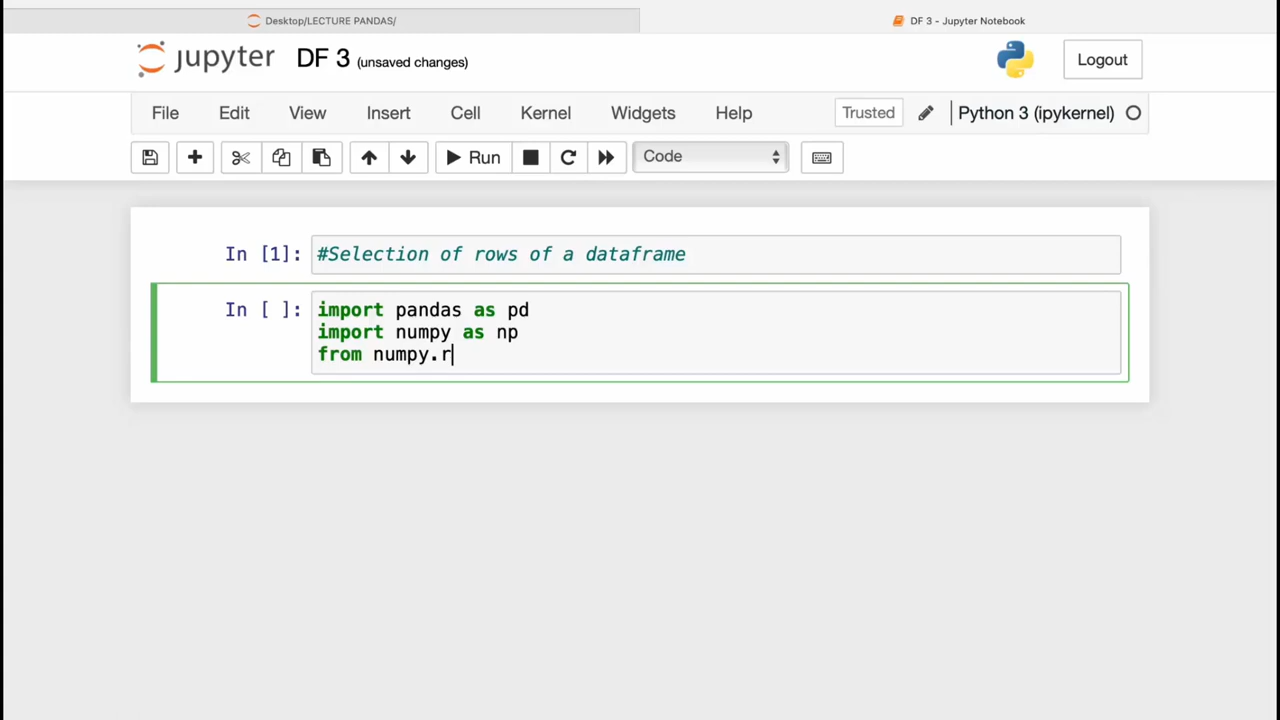 Desktop/LECTURE PANDAS/
DF 3 - Jupyter Notebook
jupyter DF 3 (unsaved changes)
Logout
File Edit View Insert Cell Kernel Widgets Help
Trusted
Python 3 (ipykernel)
Run
Code
In [1]: #Selection of rows of a dataframe
In [ ]: import pandas as pd
import numpy as np
from numpy.r